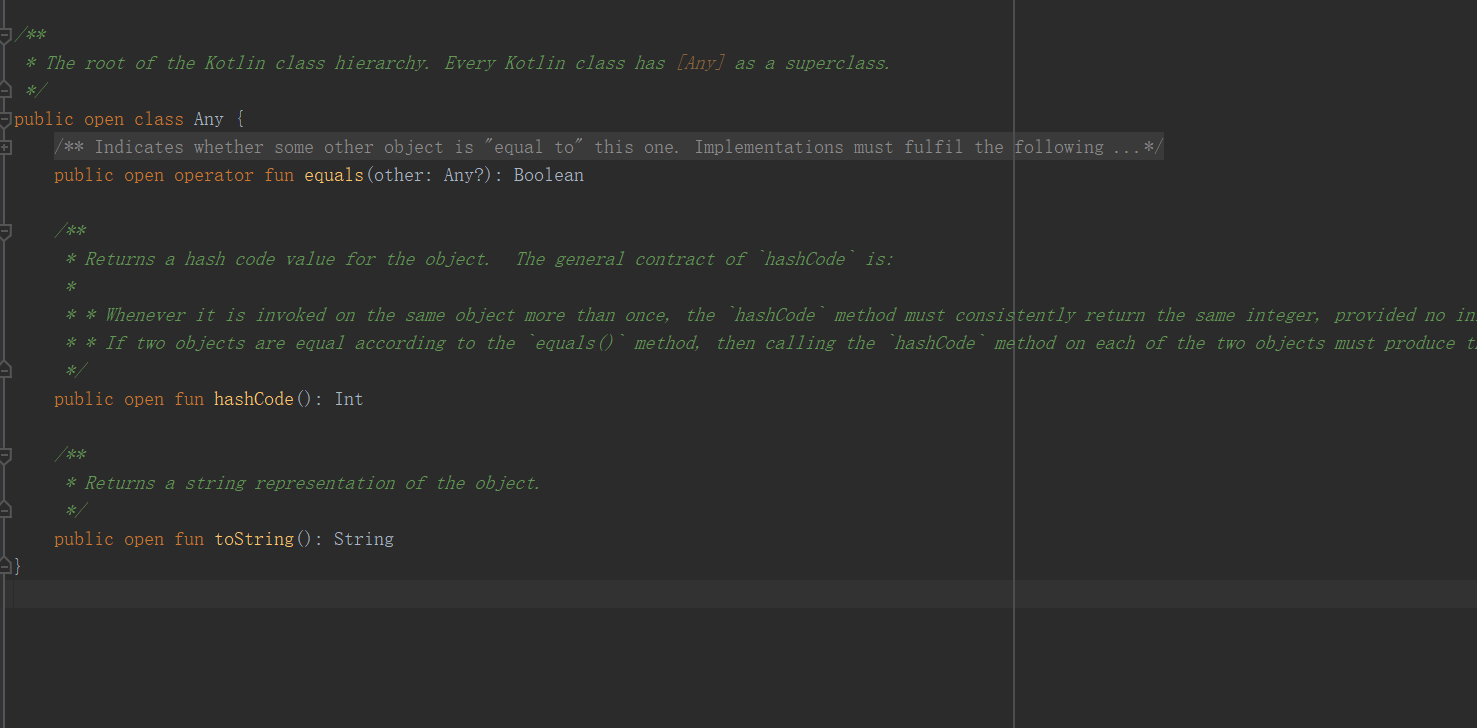 /**
 * The root of the Kotlin class hierarchy. Every Kotlin class has [Any] as a superclass.
 */
public open class Any {
    /** Indicates whether some other object is "equal to" this one. Implementations must fulfil the following ...*/
    public open operator fun equals(other: Any?): Boolean

    /**
     * Returns a hash code value for the object.  The general contract of `hashCode` is:
     *
     * * Whenever it is invoked on the same object more than once, the `hashCode` method must consistently return the same integer, provided no
     * * If two objects are equal according to the `equals()` method, then calling the `hashCode` method on each of the two objects must produce
     */
    public open fun hashCode(): Int

    /**
     * Returns a string representation of the object.
     */
    public open fun toString(): String
}